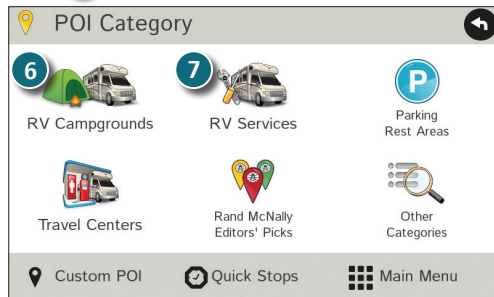 POI Category
6
7
RV Campgrounds
RV Services
P
Parking
Rest Areas
Travel Centers
Rand McNally
Editors' Picks
Other
Categories
Custom POI
Quick Stops
Main Menu